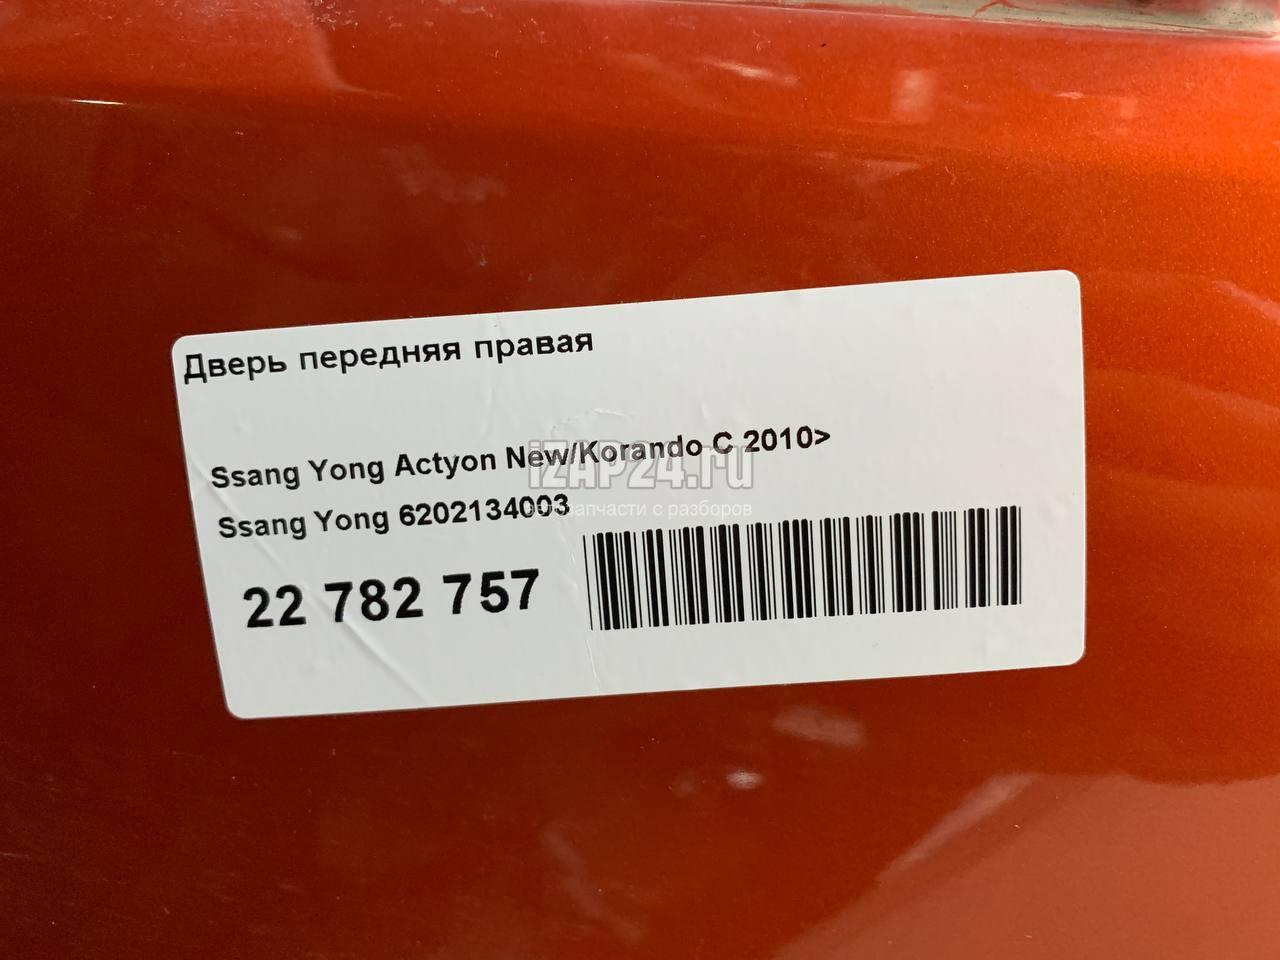 Дверь передняя правая
Ssang Yong Actyon New/Korando C 2010>
iZAP24.ru
Ssang Yong 6202134003
автозапчасти с разборов
22 782 757